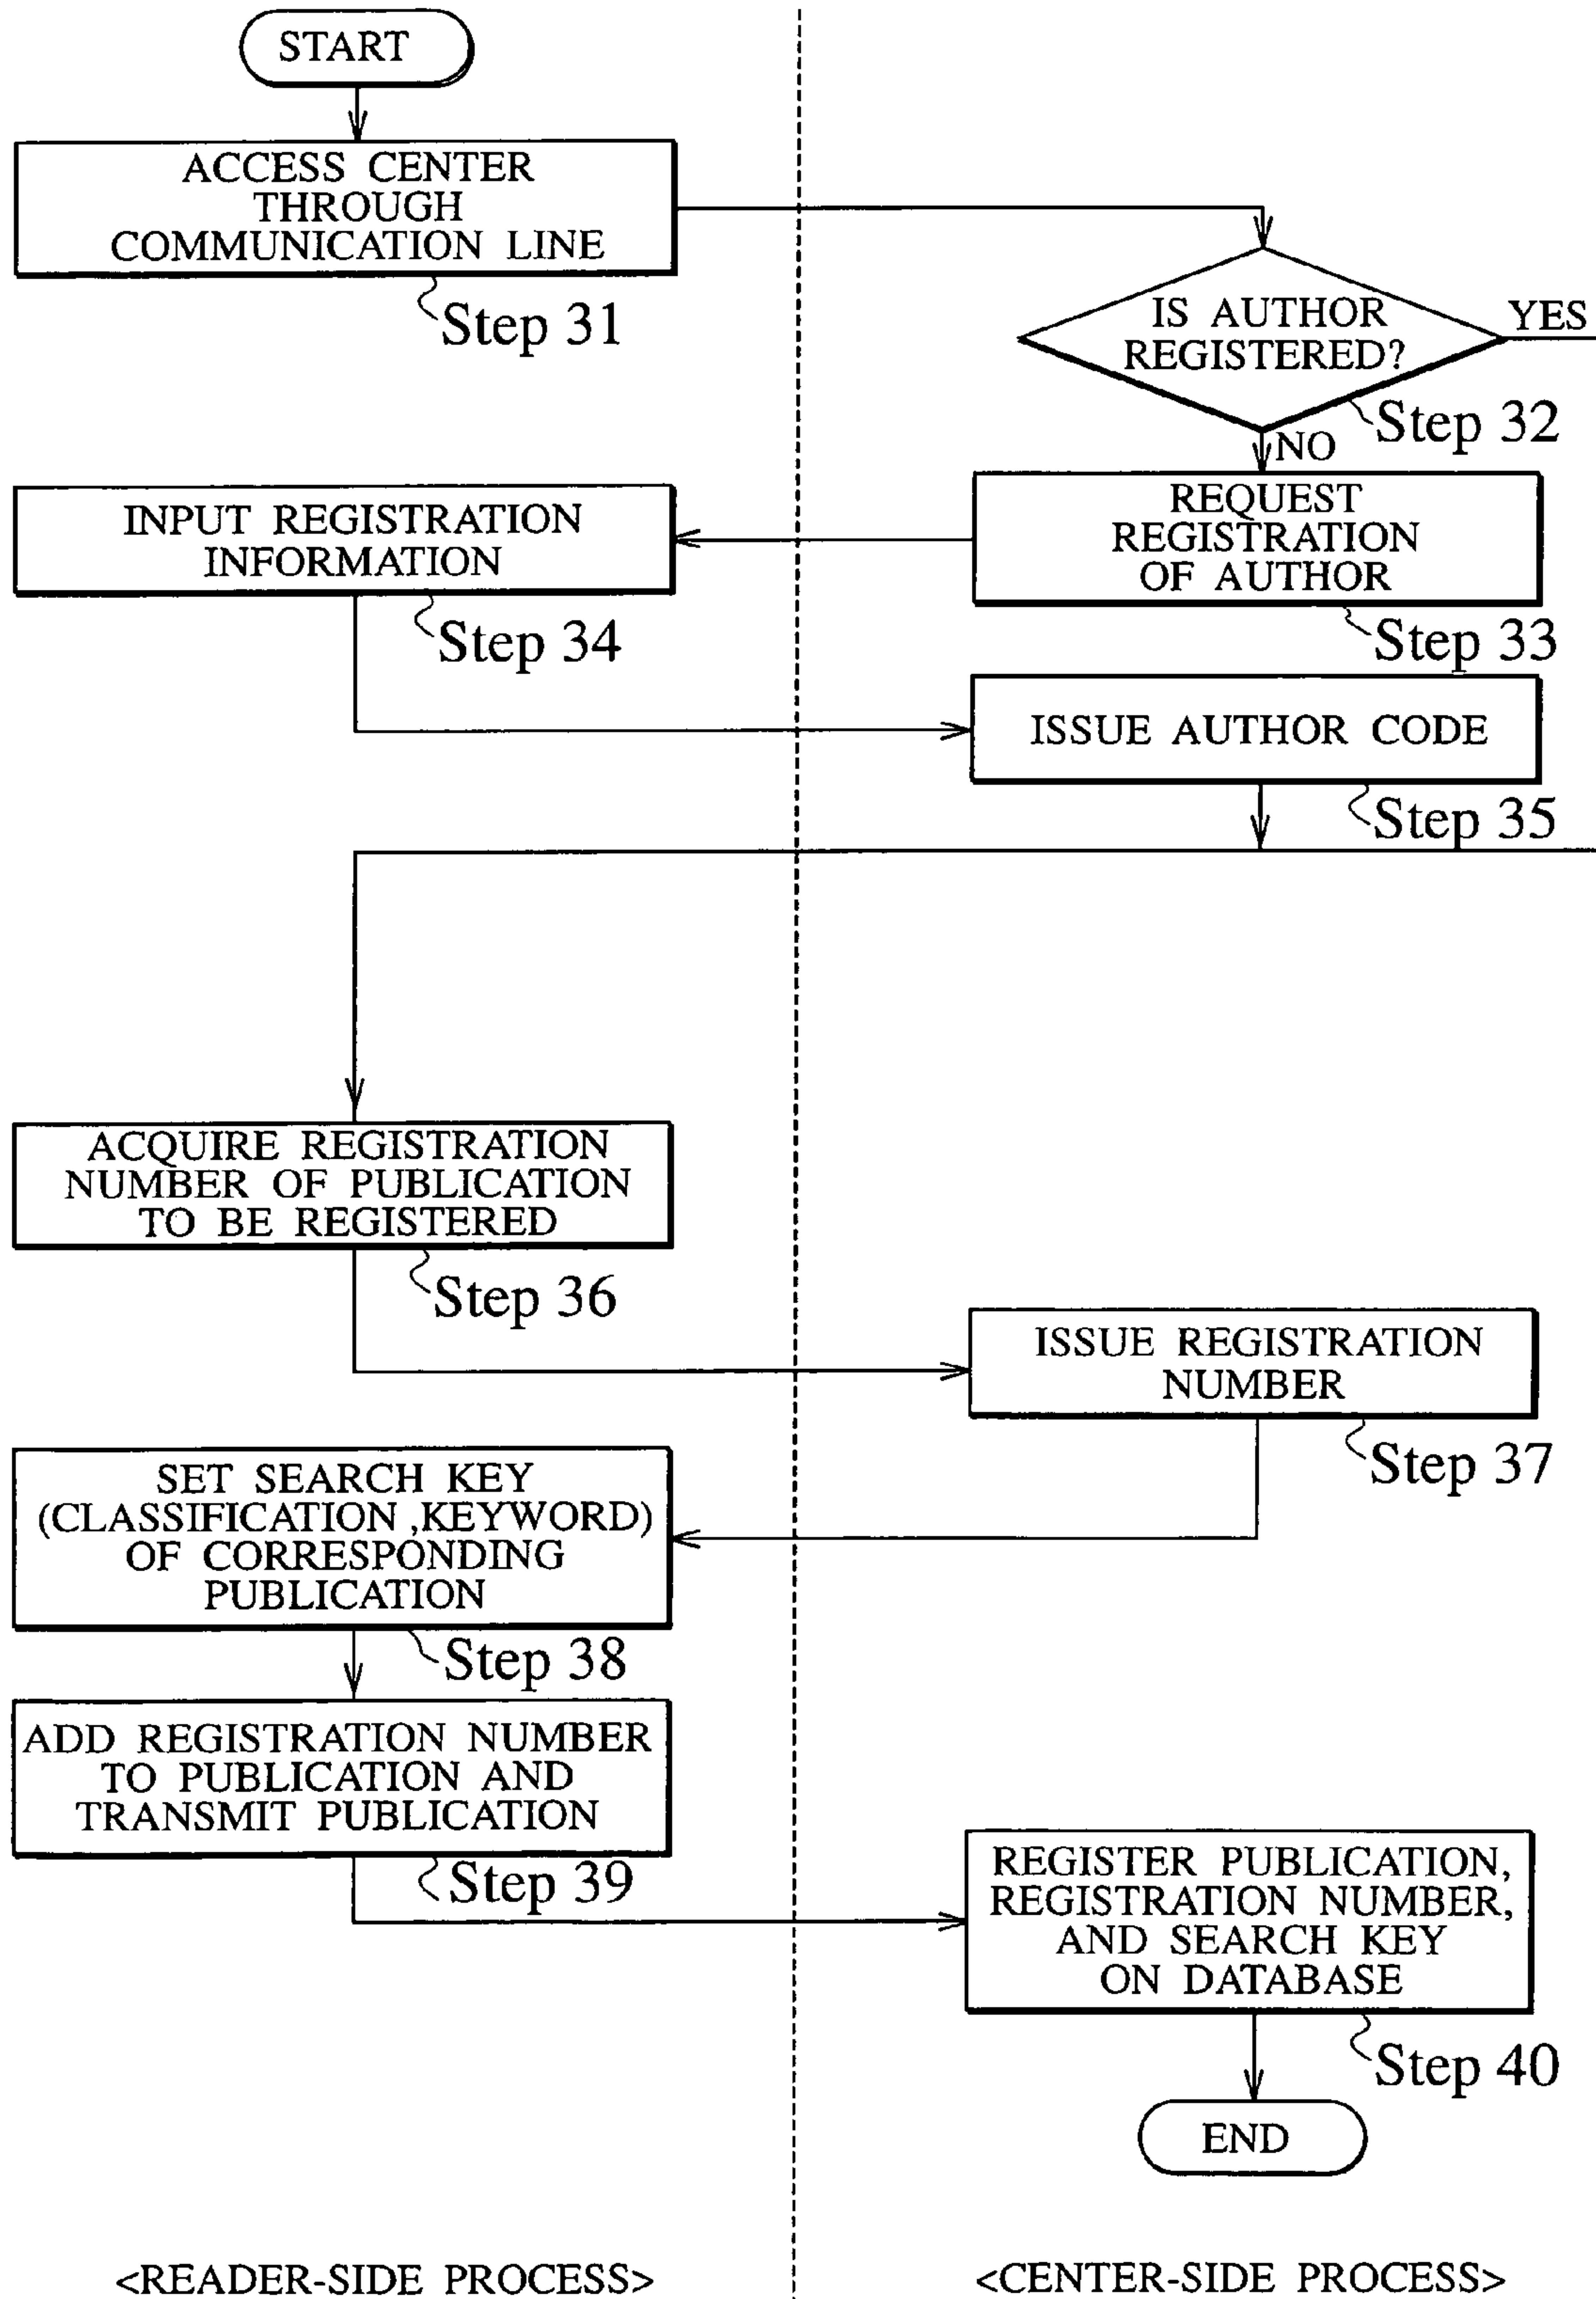 START
ACCESS CENTER
THROUGH
COMMUNICATION LINE
Step 31
IS AUTHOR
REGISTERED?
YES
Step 32
NO
REQUEST
REGISTRATION
OF AUTHOR
Step 33
INPUT REGISTRATION
INFORMATION
Step 34
ISSUE AUTHOR CODE
Step 35
ACQUIRE REGISTRATION
NUMBER OF PUBLICATION
TO BE REGISTERED
Step 36
ISSUE REGISTRATION
NUMBER
Step 37
SET SEARCH KEY
(CLASSIFICATION ,KEYWORD)
OF CORRESPONDING
PUBLICATION
Step 38
ADD REGISTRATION NUMBER
TO PUBLICATION AND
TRANSMIT PUBLICATION
Step 39
REGISTER PUBLICATION,
REGISTRATION NUMBER,
AND SEARCH KEY
ON DATABASE
Step 40
END
<READER-SIDE PROCESS>
<CENTER-SIDE PROCESS>